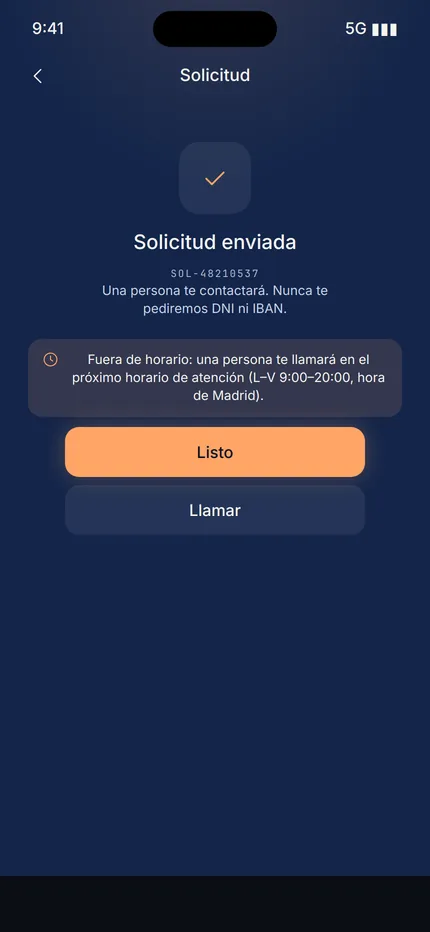 9:41
5G
Solicitud
Solicitud enviada
SOL-48210537
Una persona te contactará. Nunca te
pediremos DNI ni IBAN.
Fuera de horario: una persona te llamará en el
próximo horario de atención (L–V 9:00–20:00, hora
de Madrid).
Listo
Llamar